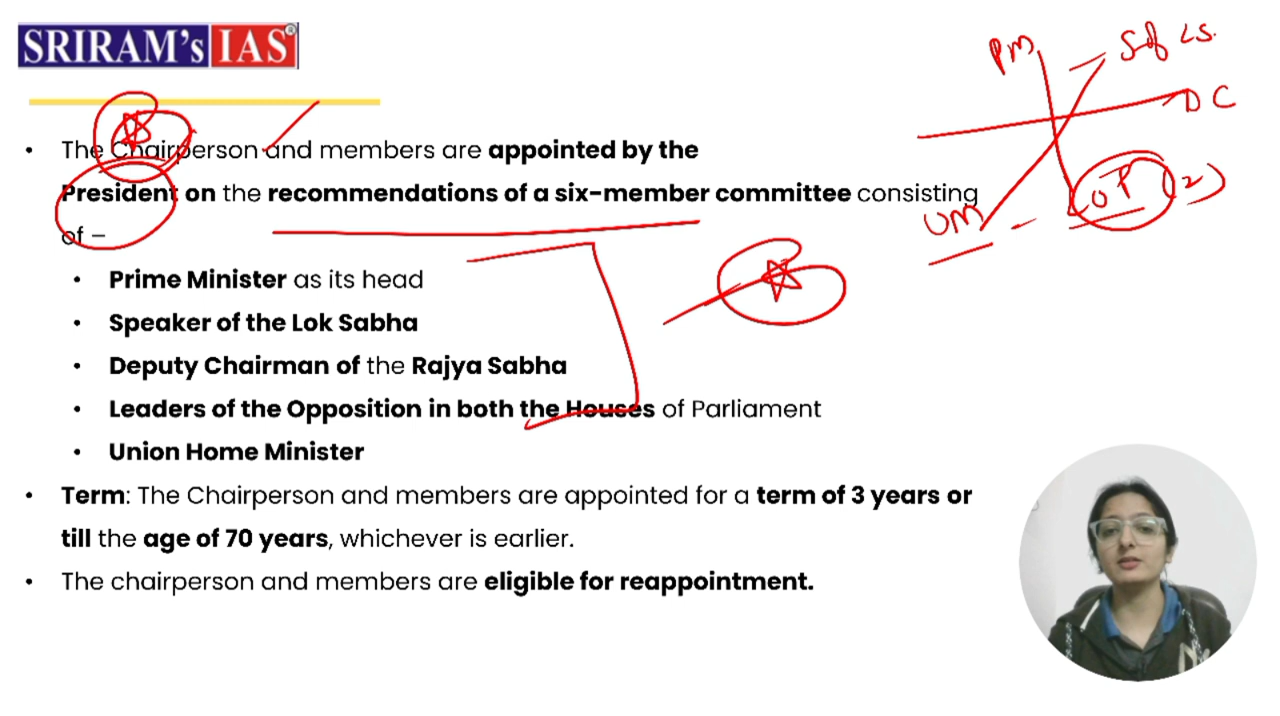 SRIRAM's IAS®
PM
S of LS.
DC
LOP (2)
UM
• The Chairperson and members are appointed by the
President on the recommendations of a six-member committee consisting
of –
• Prime Minister as its head
• Speaker of the Lok Sabha
• Deputy Chairman of the Rajya Sabha
• Leaders of the Opposition in both the Houses of Parliament
• Union Home Minister
• Term: The Chairperson and members are appointed for a term of 3 years or
till the age of 70 years, whichever is earlier.
• The chairperson and members are eligible for reappointment.